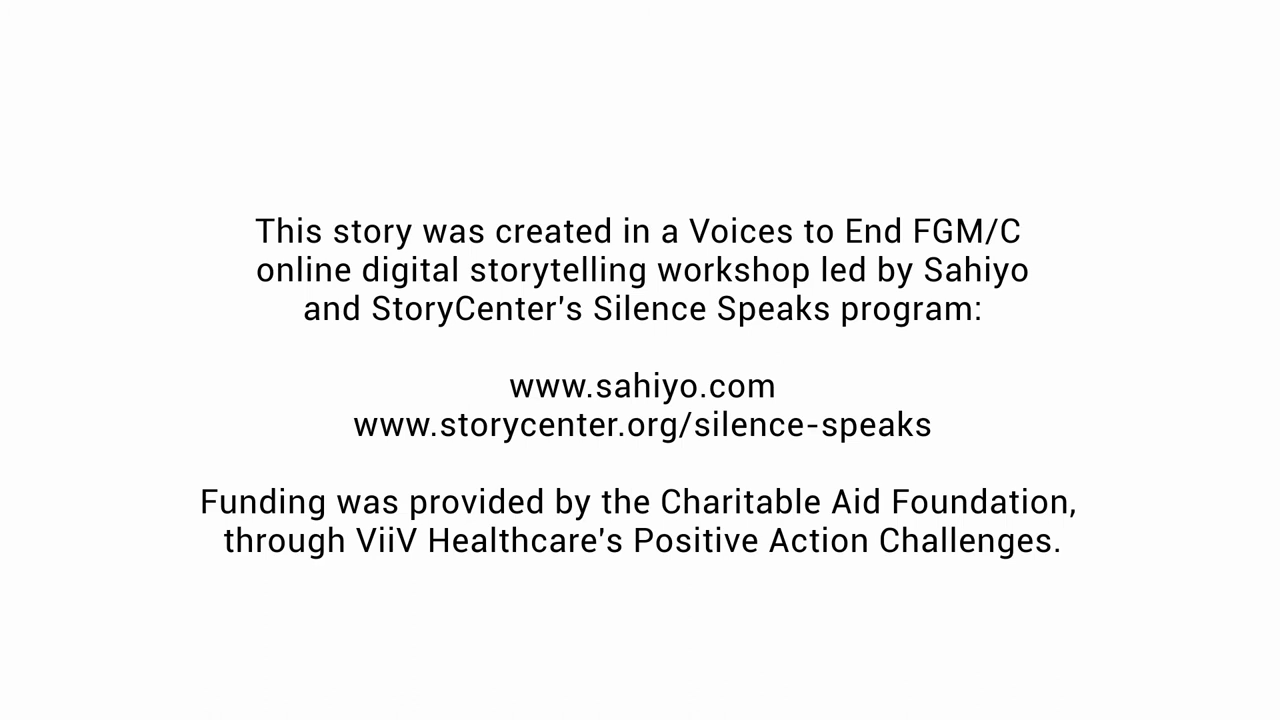 This story was created in a Voices to End FGM/C
online digital storytelling workshop led by Sahiyo
and StoryCenter's Silence Speaks program:
www.sahiyo.com
www.storycenter.org/silence-speaks
Funding was provided by the Charitable Aid Foundation,
through ViiV Healthcare's Positive Action Challenges.